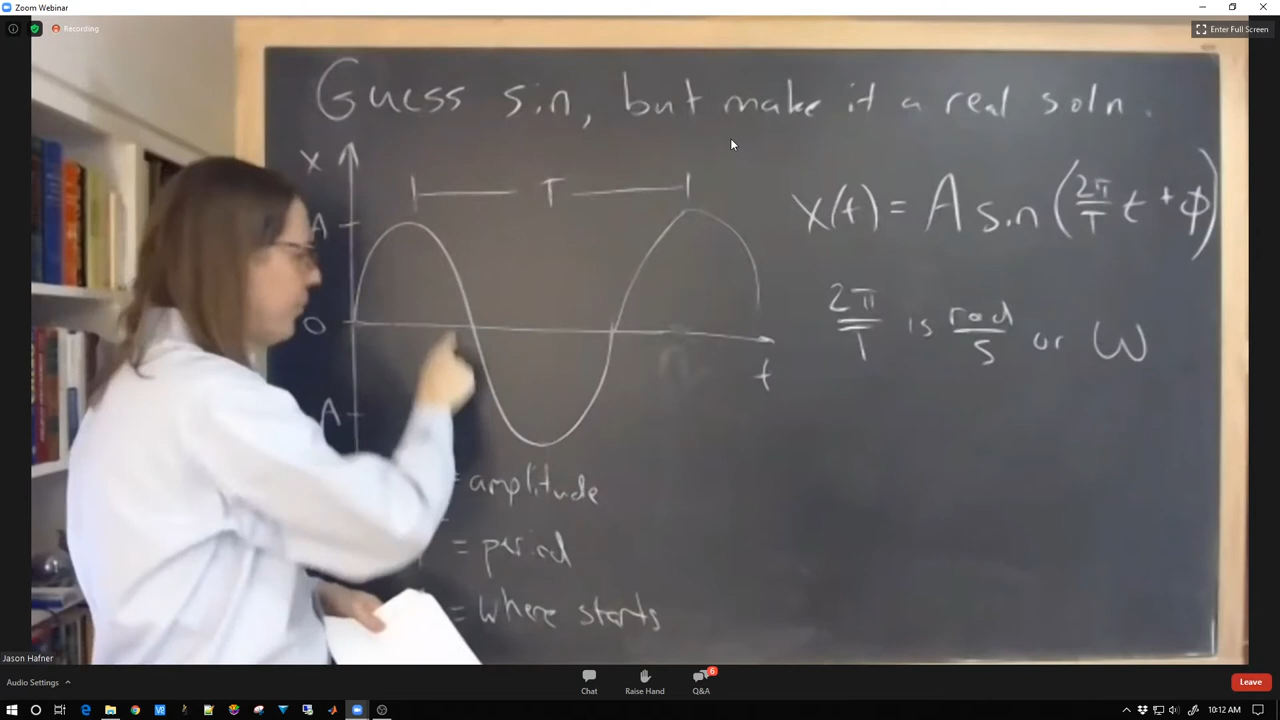 Zoom Webinar
Recording
Enter Full Screen
Guess sin, but make it a real soln.
x
T
A
x(t) = A sin(2π/T t + φ)
0
2π/T is rad/s or ω
t
A
= amplitude
= period
= where starts
Jason Hafner
Audio Settings
Chat
Raise Hand
Q&A
6
Leave
10:12 AM